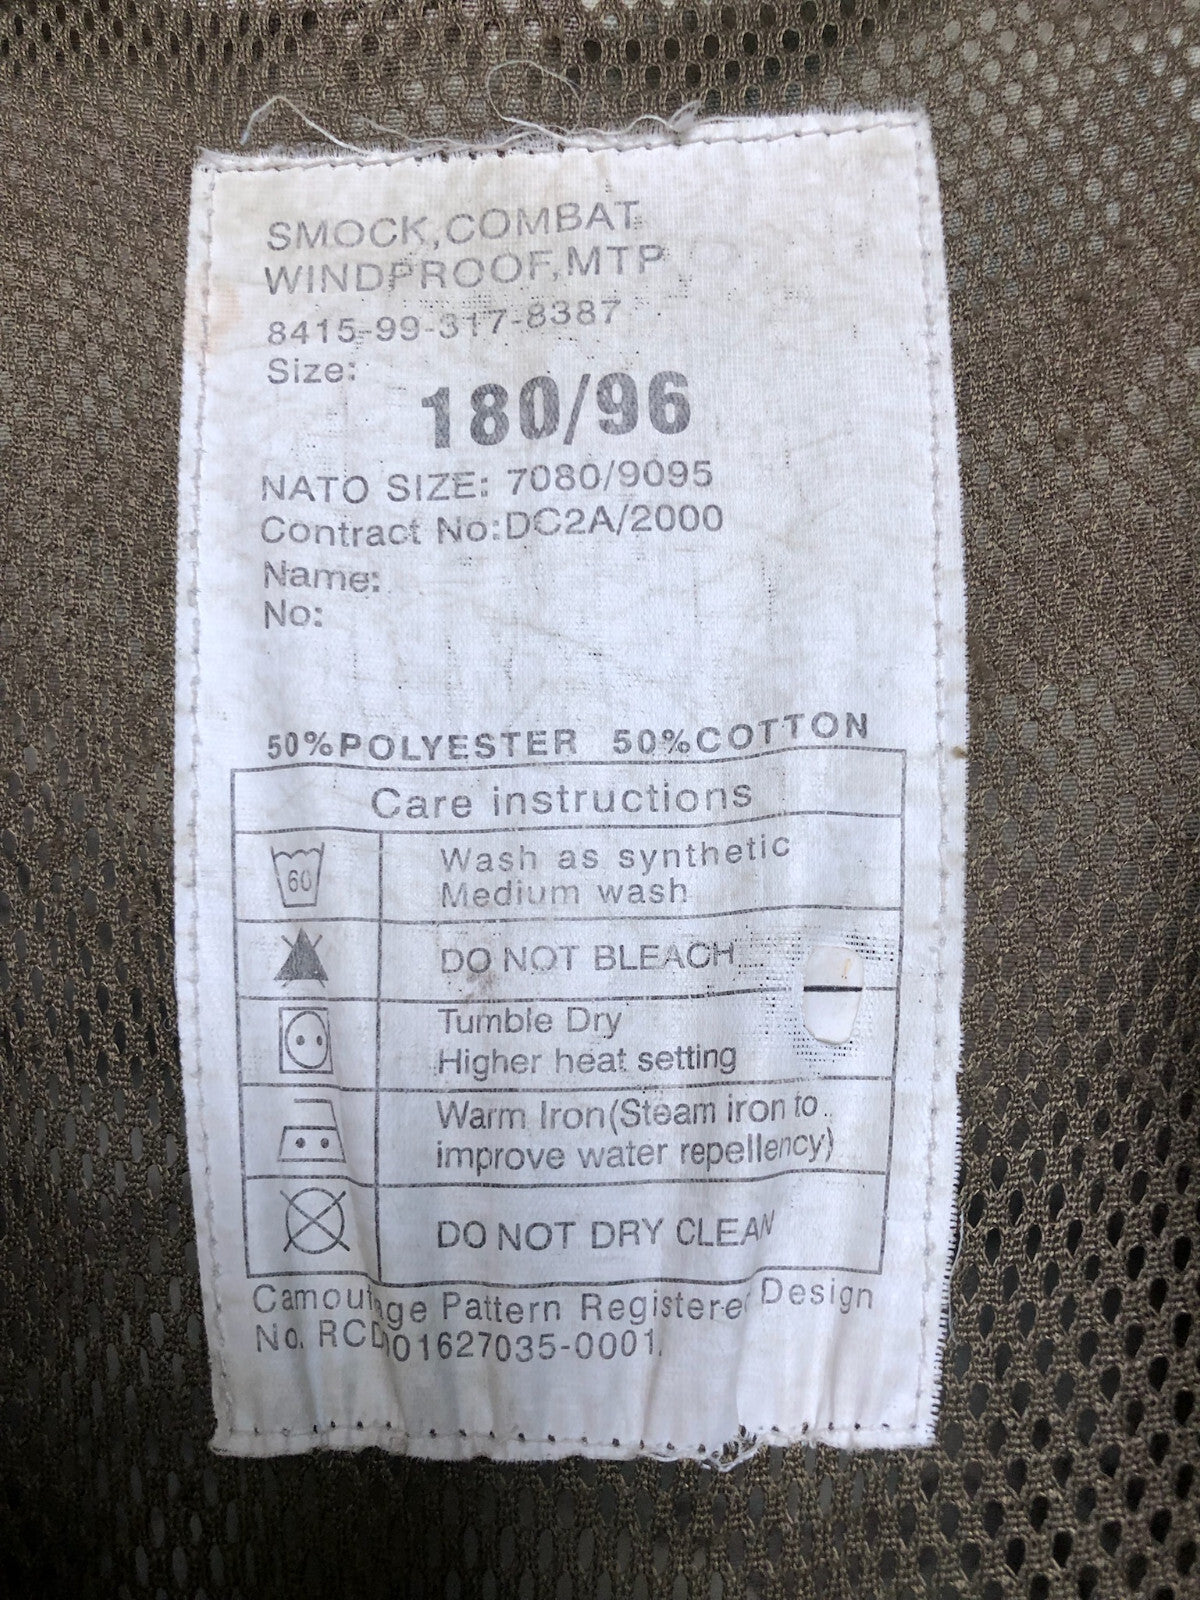 SMOCK,COMBAT
WINDPROOF,MTP
8415-99-317-8387
Size:
180/96
NATO SIZE: 7080/9095
Contract No:DC2A/2000
Name:
No:
50%POLYESTER 50%COTTON
Care instructions
60
Wash as synthetic
Medium wash
DO NOT BLEACH
Tumble Dry
Higher heat setting
Warm Iron(Steam iron to
improve water repellency)
DO NOT DRY CLEAN
Camouflage Pattern Registered Design
No. RCD001627035-0001.